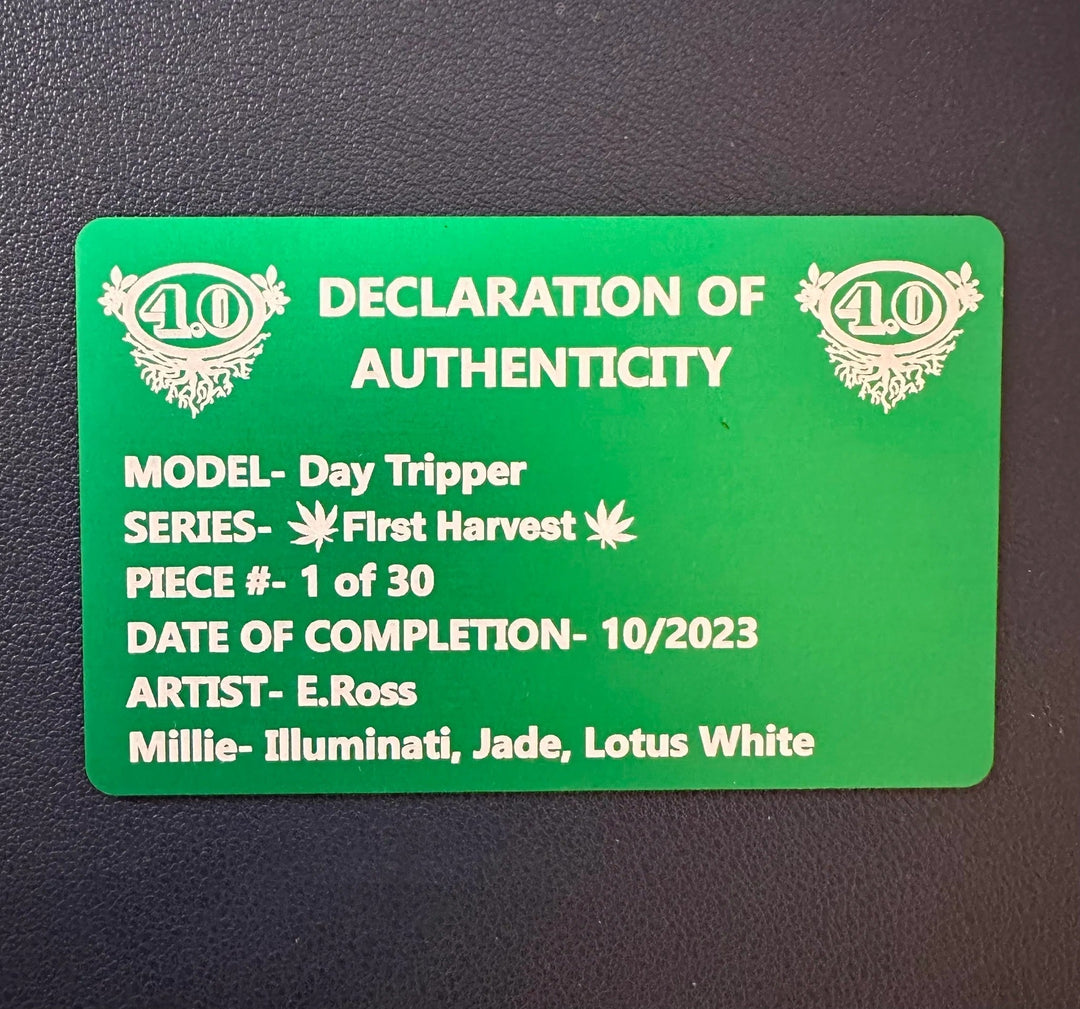 4.0 DECLARATION OF 4.0
AUTHENTICITY
MODEL- Day Tripper
SERIES- First Harvest
PIECE #- 1 of 30
DATE OF COMPLETION- 10/2023
ARTIST- E.Ross
Millie- Illuminati, Jade, Lotus White